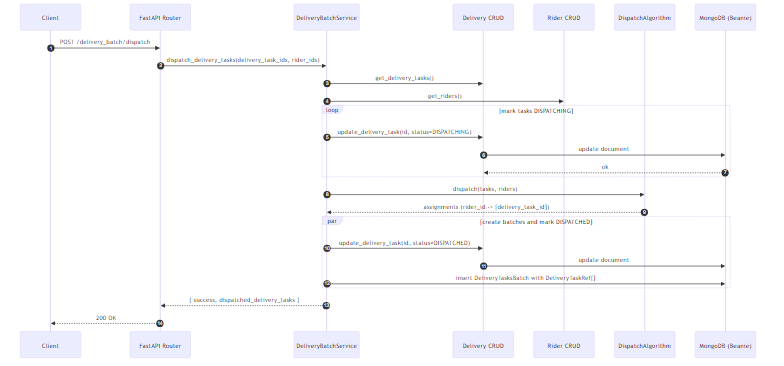 Client FastAPI Router DeliveryBatchService Delivery CRUD Rider CRUD DispatchAlgorithm MongoDB (Beanie)
1 POST /delivery_batch/dispatch
2 dispatch_delivery_tasks(delivery_task_ids, rider_ids)
3 get_delivery_tasks()
4 get_riders()
loop [mark tasks DISPATCHING]
5 update_delivery_task(id, status=DISPATCHING)
6 update document
ok 7
8 dispatch(tasks, riders)
assignments (rider_id -> [delivery_task_id]) 9
par [create batches and mark DISPATCHED]
10 update_delivery_task(id, status=DISPATCHED)
11 update document
12 insert DeliveryTasksBatch with DeliveryTaskRef[]
{ success, dispatched_delivery_tasks } 13
200 OK 14
Client FastAPI Router DeliveryBatchService Delivery CRUD Rider CRUD DispatchAlgorithm MongoDB (Beanie)